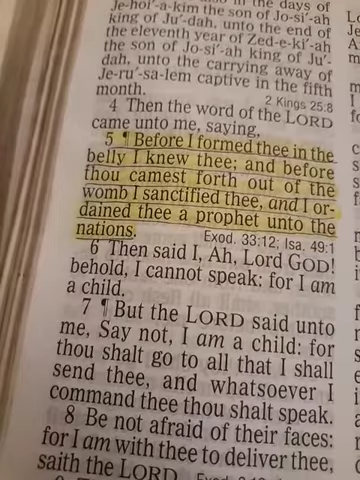 in the days of
Je-hoi′-a-kim the son of Jo-si′-ah
king of Ju′-dah, unto the end of
the eleventh year of Zed-e-ki′-ah
the son of Jo-si′-ah king of Ju′-
dah, unto the carrying away of
Je-ru′-sa-lem captive in the fifth
month.
2 Kings 25:8
4 Then the word of the LORD
came unto me, saying,
5 ¶ Before I formed thee in the
belly I knew thee; and before
thou camest forth out of the
womb I sanctified thee, and I or-
dained thee a prophet unto the
nations.
Exod. 33:12; Isa. 49:1
6 Then said I, Ah, Lord GOD!
behold, I cannot speak: for I am
a child.
7 ¶ But the LORD said unto
me, Say not, I am a child: for
thou shalt go to all that I shall
send thee, and whatsoever I
command thee thou shalt speak.
8 Be not afraid of their faces:
for I am with thee to deliver thee,
saith the LORD.